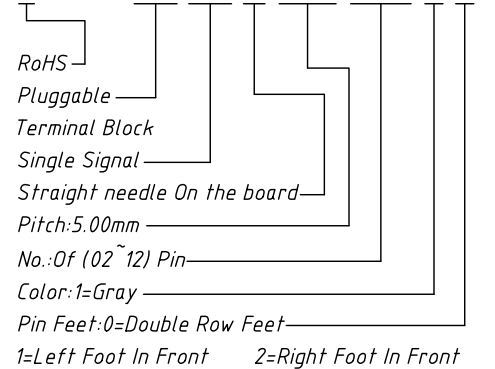 RoHS
Pluggable
Terminal Block
Single Signal
Straight needle On the board
Pitch:5.00mm
No.:Of (02~12) Pin
Color:1=Gray
Pin Feet:0=Double Row Feet
1=Left Foot In Front 2=Right Foot In Front